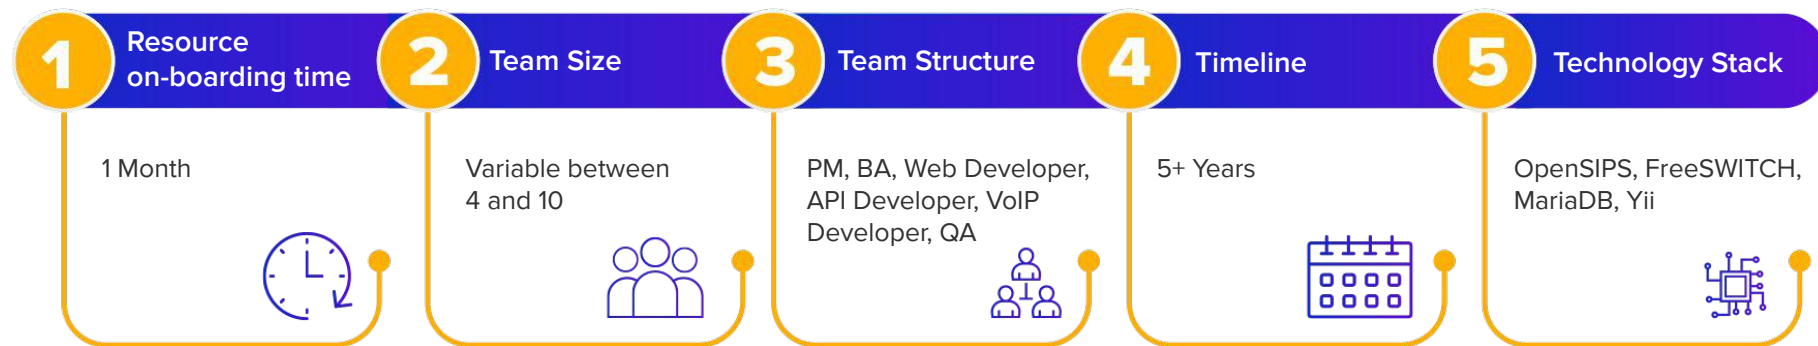 1
Resource
on-boarding time
1 Month
2
Team Size
Variable between
4 and 10
3
Team Structure
PM, BA, Web Developer,
API Developer, VoIP
Developer, QA
4
Timeline
5+ Years
5
Technology Stack
OpenSIPS, FreeSWITCH,
MariaDB, Yii